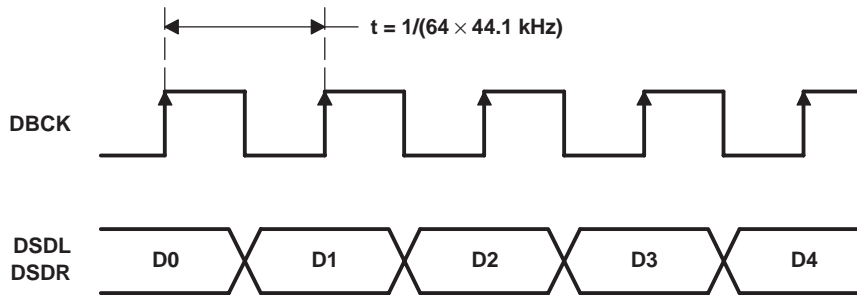 t = 1/(64 × 44.1 kHz)
DBCK
DSDL
DSDR
D0 D1 D2 D3 D4